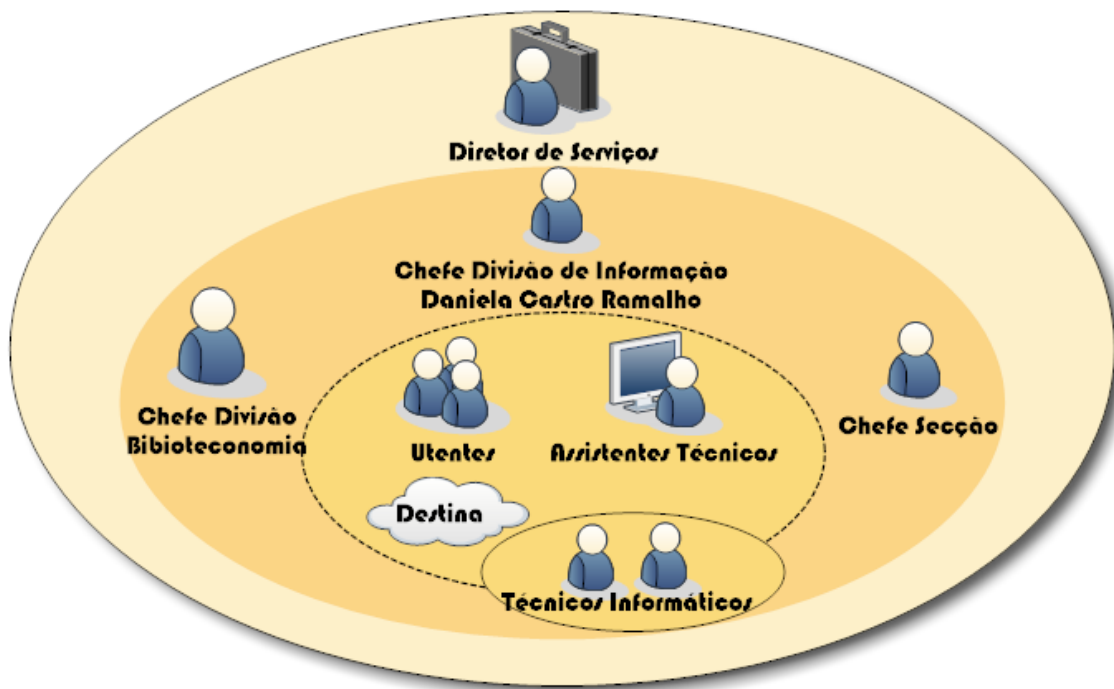 Diretor de Serviços
Chefe Divisão de Informação
Daniela Castro Ramalho
Chefe Divisão
Bibioteconomia
Utentes
Assistentes Técnicos
Chefe Secção
Destina
Técnicos Informáticos